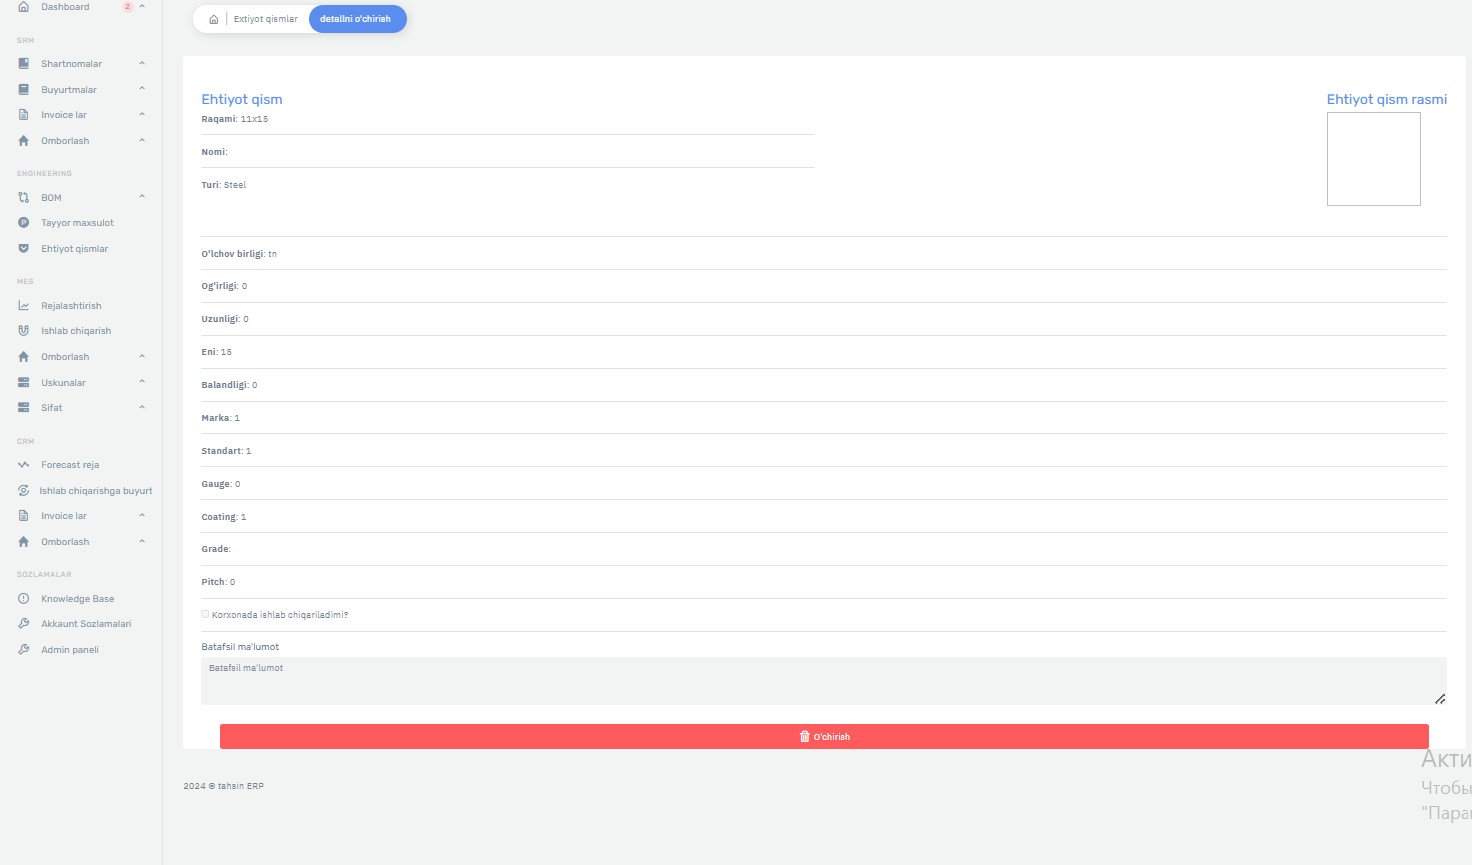 Dashboard 2
SRM
Shartnomalar
Buyurtmalar
Invoice lar
Omborlash
ENGINEERING
BOM
Tayyor maxsulot
Ehtiyot qismlar
MES
Rejalashtirish
Ishlab chiqarish
Omborlash
Uskunalar
Sifat
CRM
Forecast reja
Ishlab chiqarishga buyurt
Invoice lar
Omborlash
SOZLAMALAR
Knowledge Base
Akkaunt Sozlamalari
Admin paneli
Extiyot qismlar detallni o'chirish
Ehtiyot qism
Raqami: 11x15
Nomi:
Turi: Steel
Ehtiyot qism rasmi
O'lchov birligi: tn
Og'irligi: 0
Uzunligi: 0
Eni: 15
Balandligi: 0
Marka: 1
Standart: 1
Gauge: 0
Coating: 1
Grade:
Pitch: 0
Korxonada ishlab chiqariladimi?
Batafsil ma'lumot
Batafsil ma'lumot
O'chirish
2024 © tahsin ERP
Акти
Чтобы
"Пара